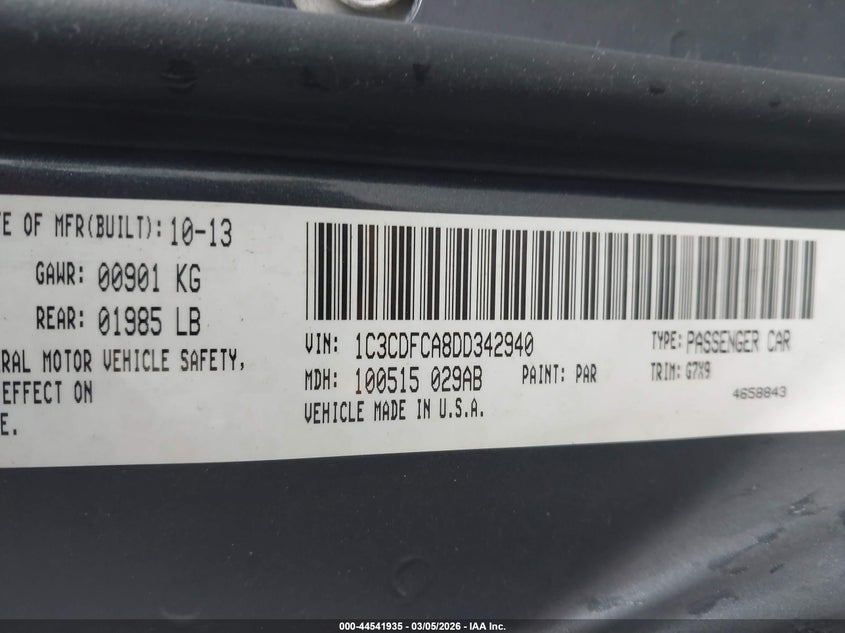 TE OF MFR(BUILT): 10-13
GAWR: 00901 KG
REAR: 01985 LB
RAL MOTOR VEHICLE SAFETY,
EFFECT ON
E.
VIN: 1C3CDFCA8DD342940
TYPE: PASSENGER CAR
MDH: 100515 029AB PAINT: PAR TRIM: G7X9
VEHICLE MADE IN U.S.A.
4658843
000-44541935 - 03/05/2026 - IAA Inc.